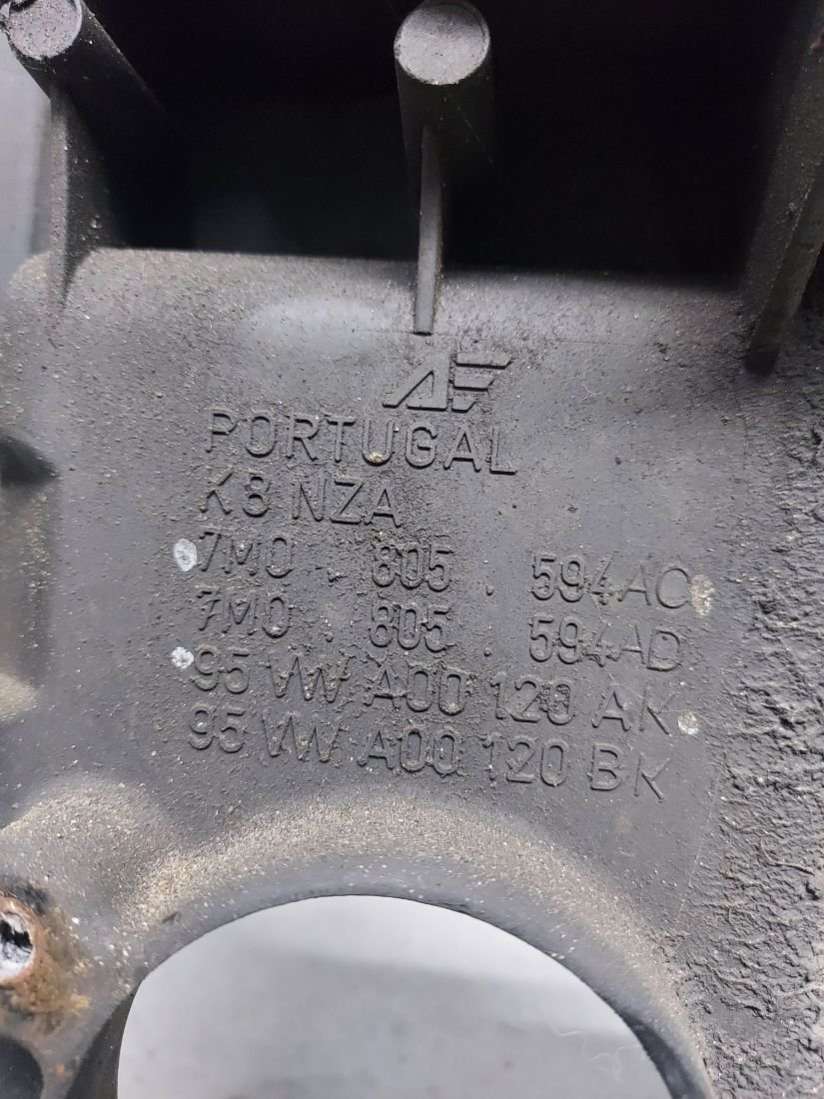 AF
PORTUGAL
K8 NZA
7M0 . 805 . 594AC
7M0 . 805 . 594AD
95 VW A00 120 AK
95 VW A00 120 BK